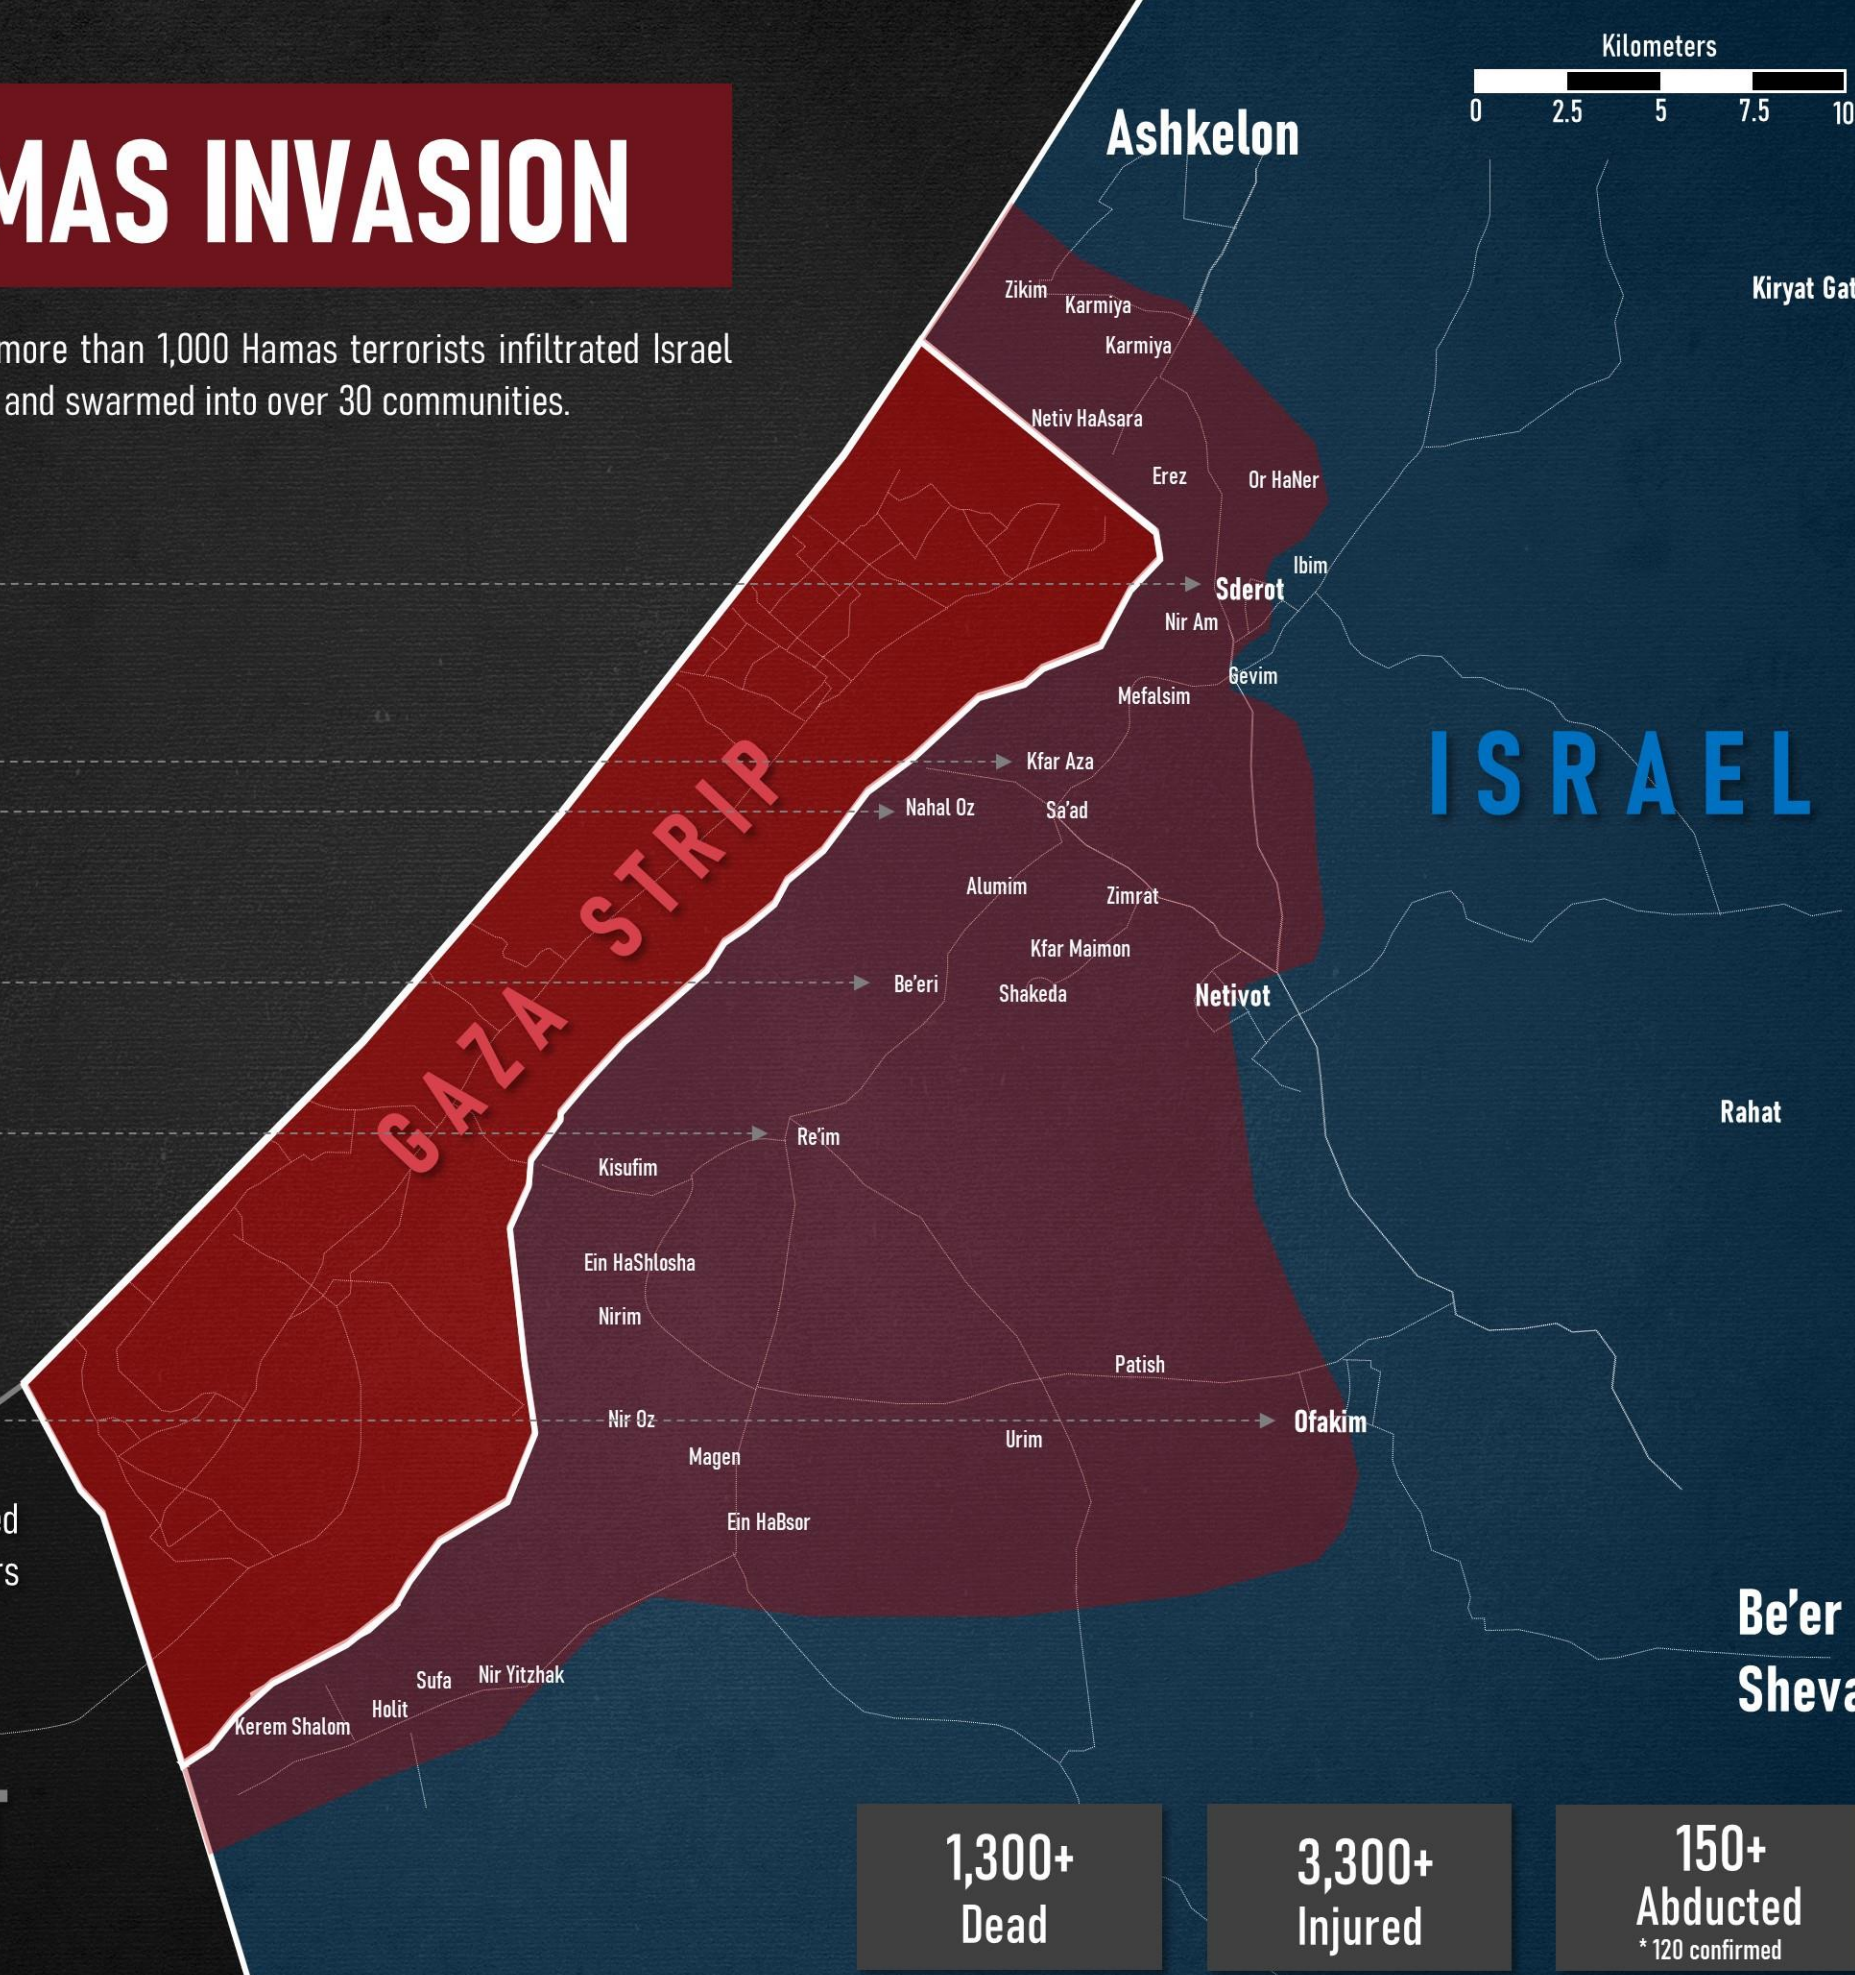 Kilometers
0 2.5 5 7.5 10
Ashkelon
MAS INVASION
Zikim
Karmiya
Kiryat Gat
Karmiya
more than 1,000 Hamas terrorists infiltrated Israel
and swarmed into over 30 communities.
Netiv HaAsara
Erez
Or HaNer
Ibim
Sderot
Nir Am
Gevim
Mefalsim
ISRAEL
Kfar Aza
Nahal Oz
Sa'ad
GAZA STRIP
Alumim
Zimrat
Kfar Maimon
Be'eri
Shakeda
Netivot
Rahat
Re'im
Kisufim
Ein HaShlosha
Nirim
Patish
Nir Oz
Ofakim
Urim
Magen
Ein HaBsor
Be'er
Sheva
Sufa
Nir Yitzhak
Holit
Kerem Shalom
1,300+
Dead
3,300+
Injured
150+
Abducted
* 120 confirmed